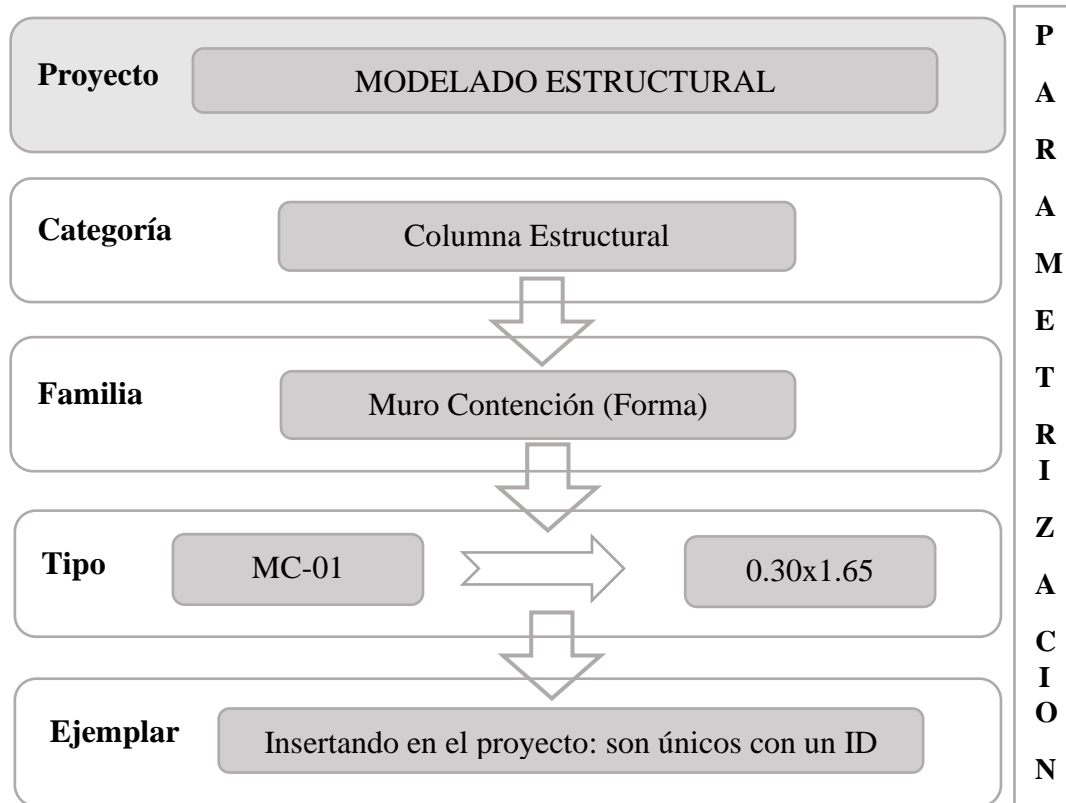 Proyecto
MODELADO ESTRUCTURAL
Categoría
Columna Estructural
Familia
Muro Contención (Forma)
Tipo
MC-01
0.30x1.65
Ejemplar
Insertando en el proyecto: son únicos con un ID
P
A
R
A
M
E
T
R
I
Z
A
C
I
O
N